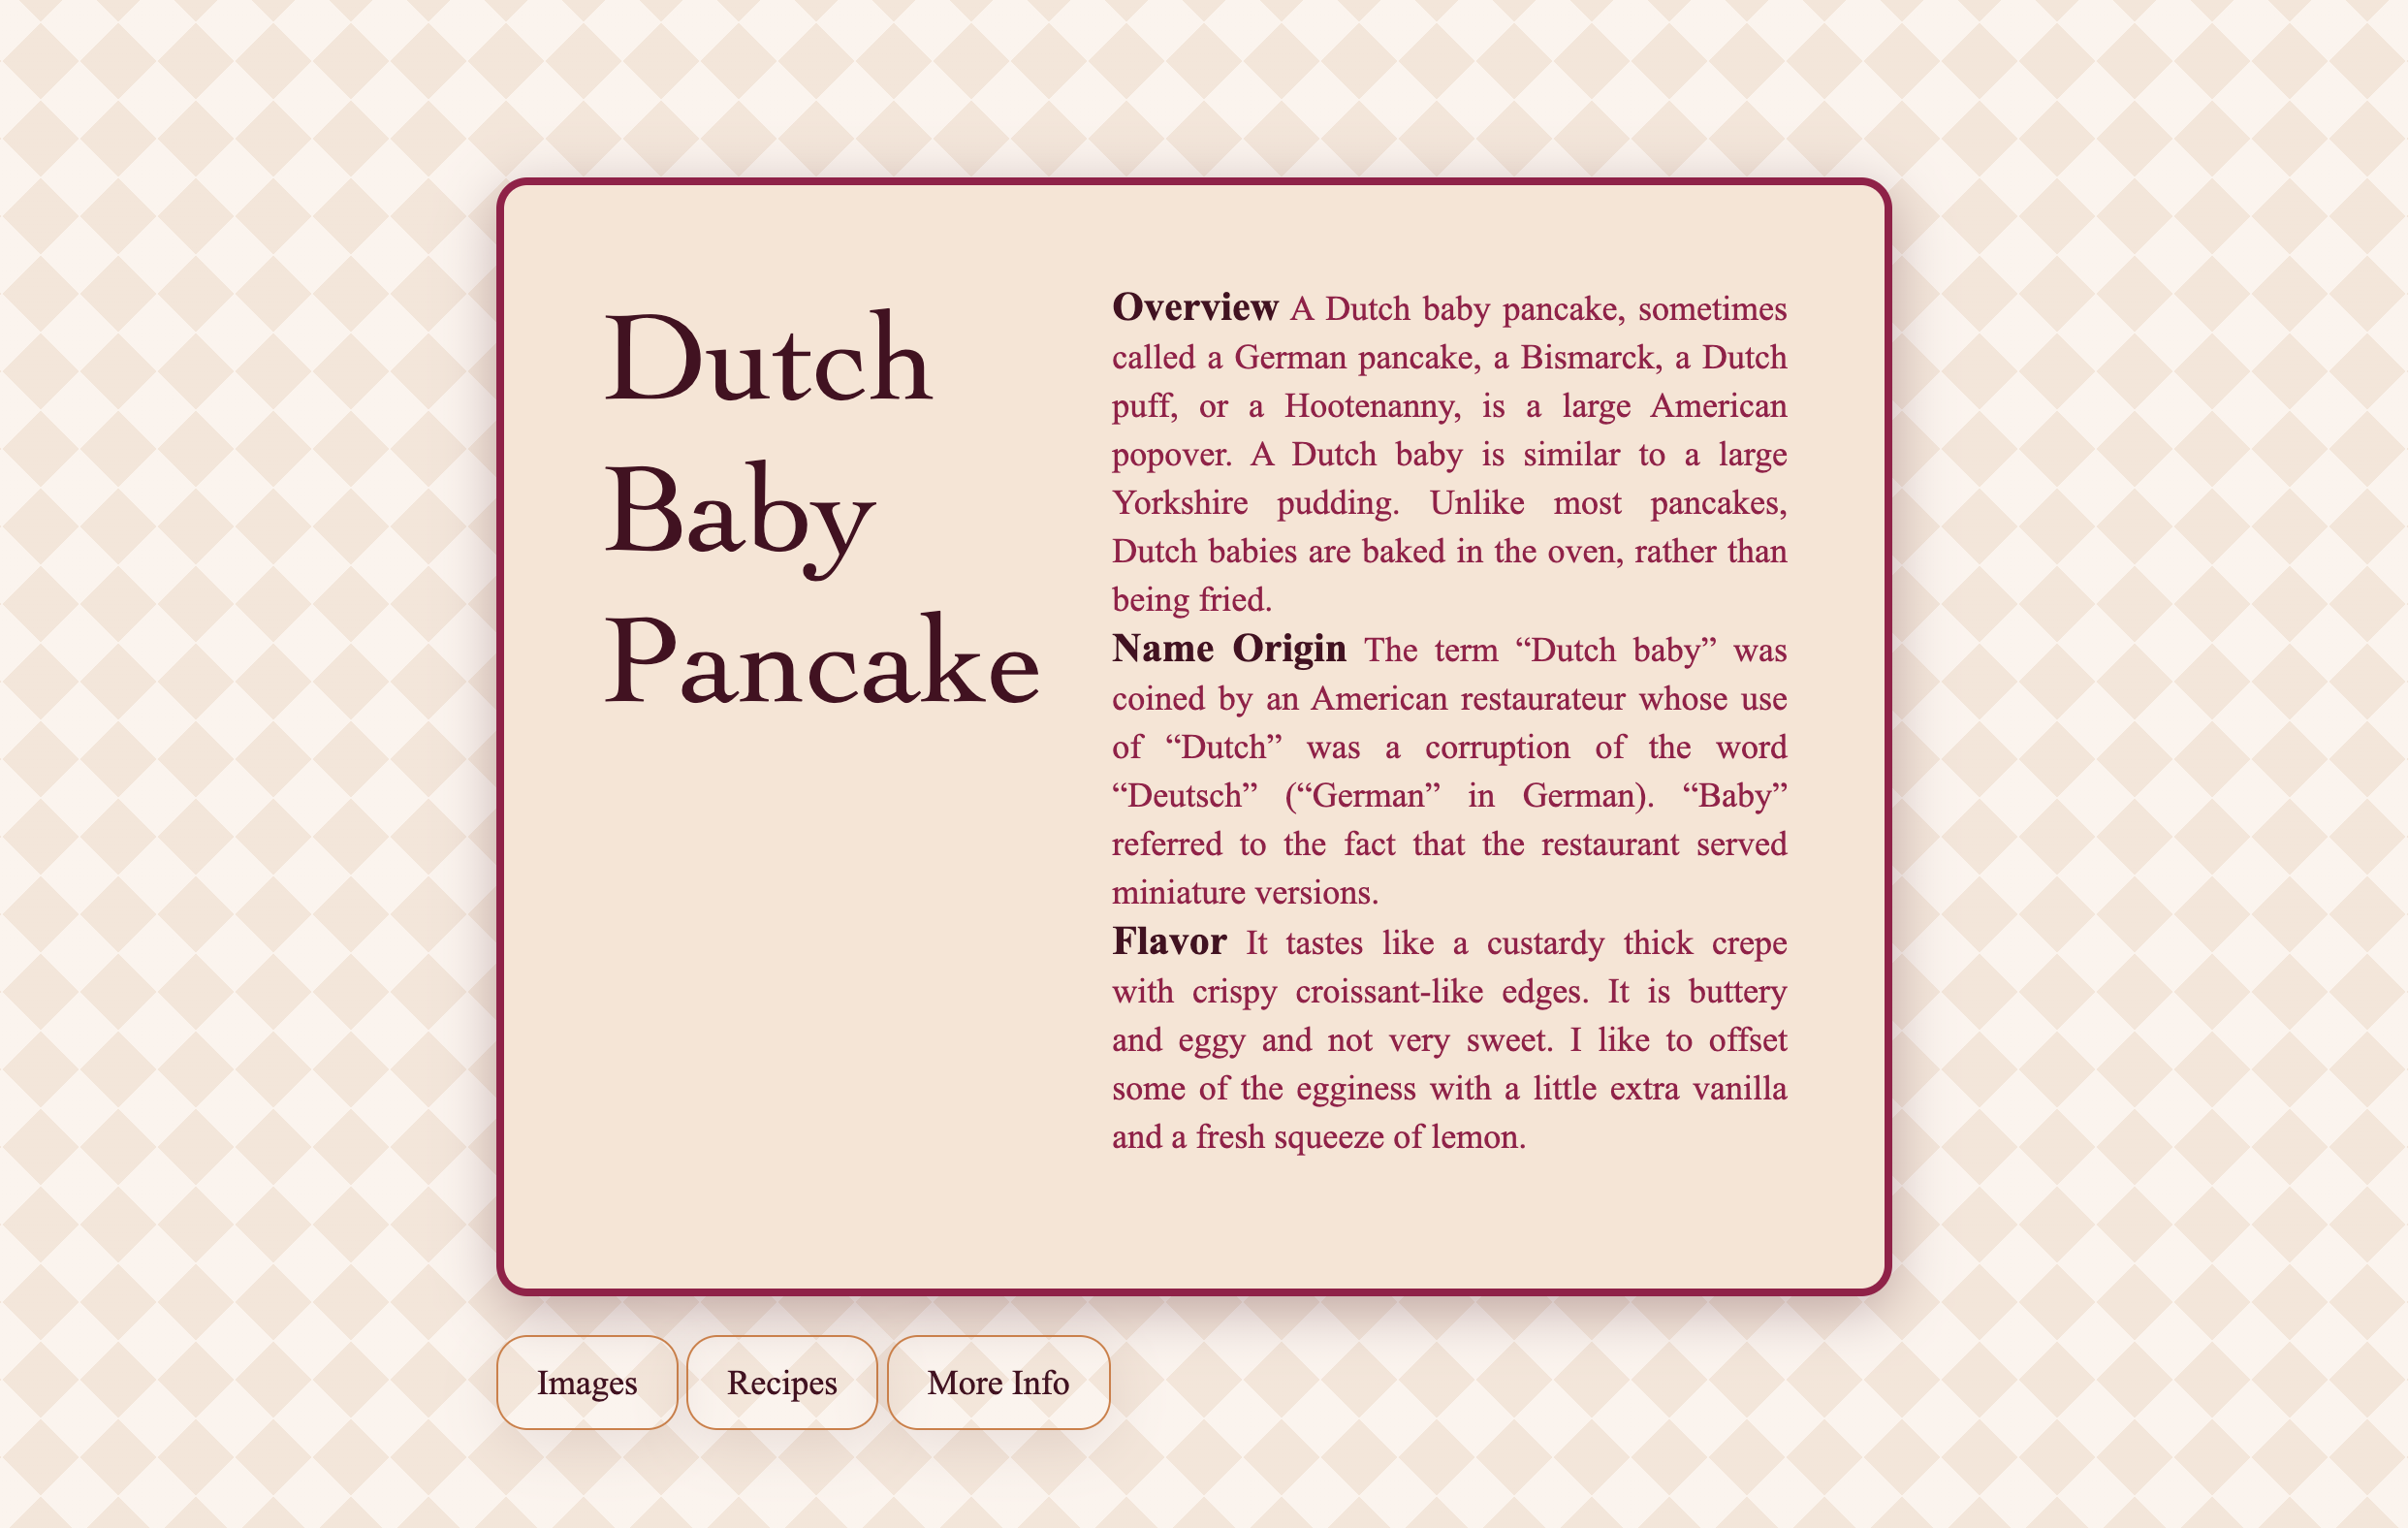 Dutch
Baby
Pancake
Overview A Dutch baby pancake, sometimes
called a German pancake, a Bismarck, a Dutch
puff, or a Hootenanny, is a large American
popover. A Dutch baby is similar to a large
Yorkshire pudding. Unlike most pancakes,
Dutch babies are baked in the oven, rather than
being fried.
Name Origin The term “Dutch baby” was
coined by an American restaurateur whose use
of “Dutch” was a corruption of the word
“Deutsch” (“German” in German). “Baby”
referred to the fact that the restaurant served
miniature versions.
Flavor It tastes like a custardy thick crepe
with crispy croissant-like edges. It is buttery
and eggy and not very sweet. I like to offset
some of the egginess with a little extra vanilla
and a fresh squeeze of lemon.
Images
Recipes
More Info